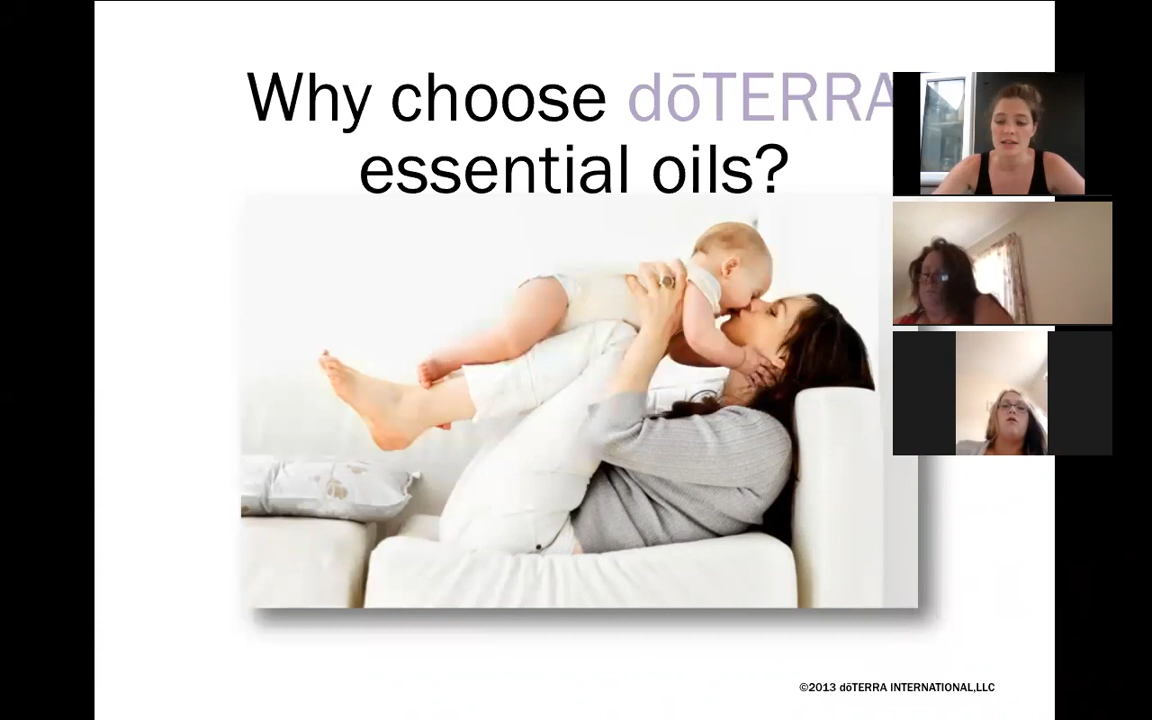 Why choose dōTERRA
essential oils?
©2013 dōTERRA INTERNATIONAL,LLC